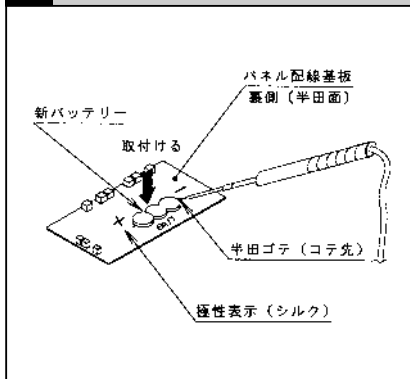 パネル配線基板
裏側（半田面）
新バッテリー
取付ける
－
＋
BAT
半田ゴテ（コテ先）
極性表示（シルク）